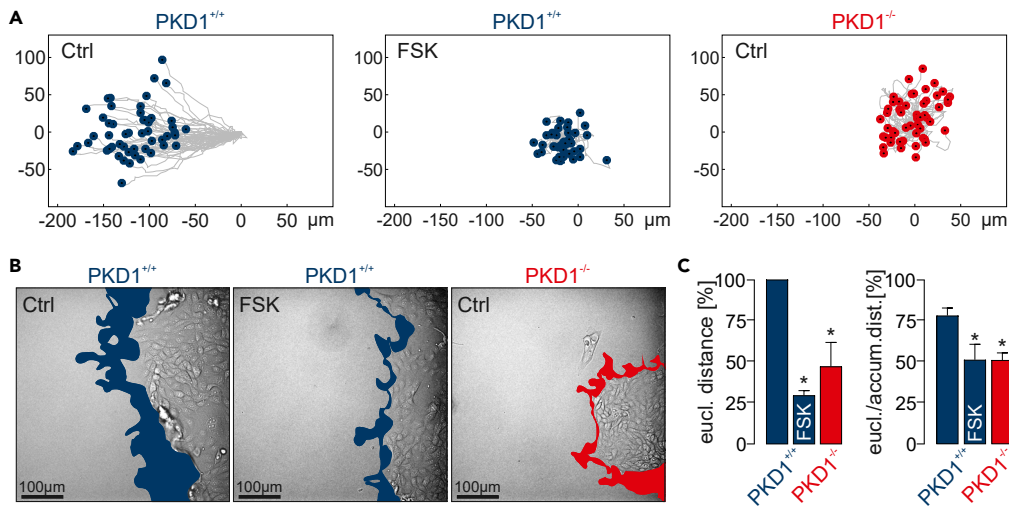 A
PKD1+/+
PKD1+/+
PKD1-/-
Ctrl
FSK
Ctrl
100
50
0
-50
100
50
0
-50
100
50
0
-50
-200 -150 -100 -50 0 50 µm
-200 -150 -100 -50 0 50 µm
-200 -150 -100 -50 0 50 µm
B
PKD1+/+
PKD1+/+
PKD1-/-
Ctrl
FSK
Ctrl
100µm
100µm
100µm
C
eucl. distance [%]
100
75
50
25
0
*
*
FSK
PKD1+/+
PKD1-/-
eucl./accum.dist.[%]
100
75
50
25
0
*
*
FSK
PKD1+/+
PKD1-/-